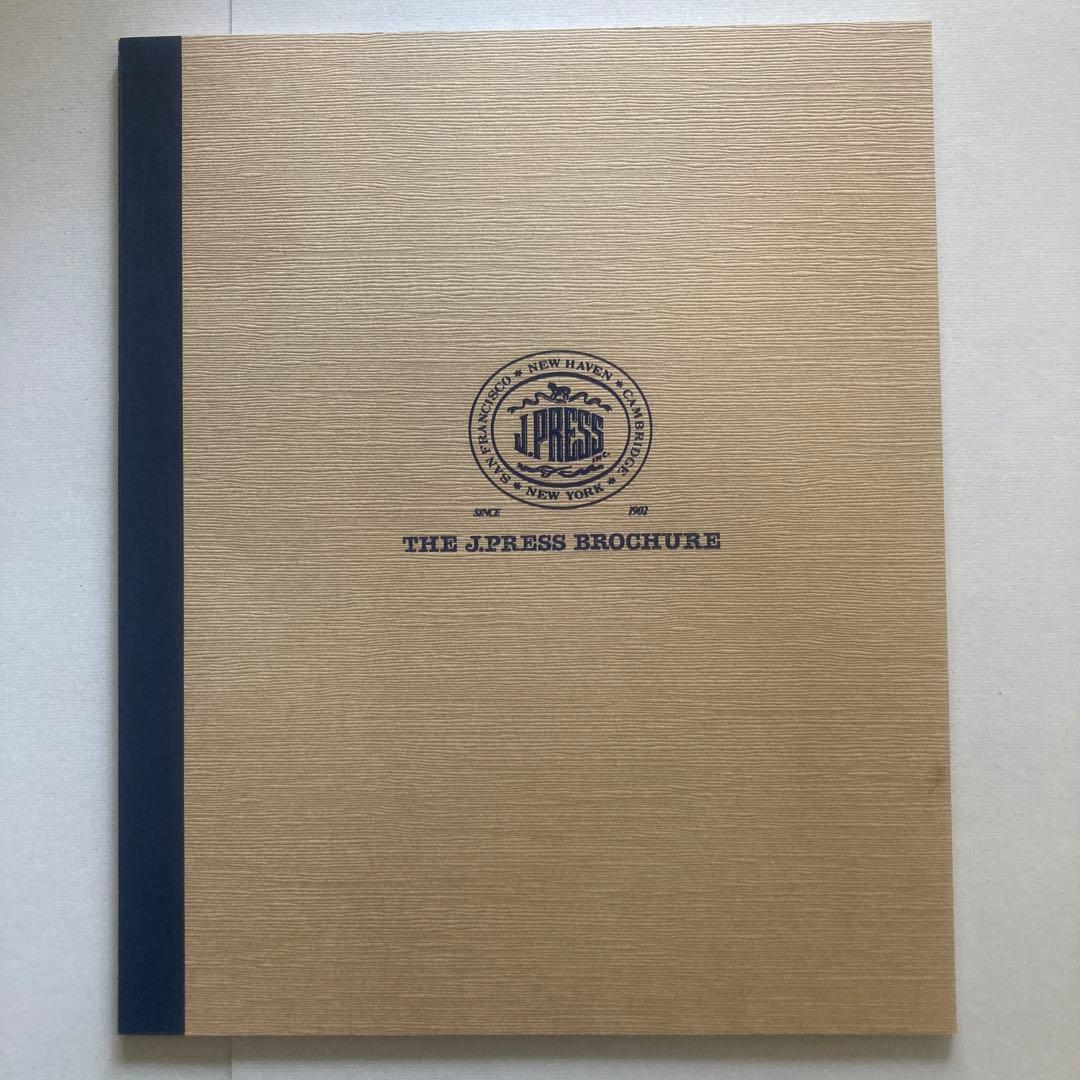 SAN FRANCISCO * NEW HAVEN * CAMBRIDGE * NEW YORK *
J.PRESS
INC.
SINCE 1902
THE J.PRESS BROCHURE